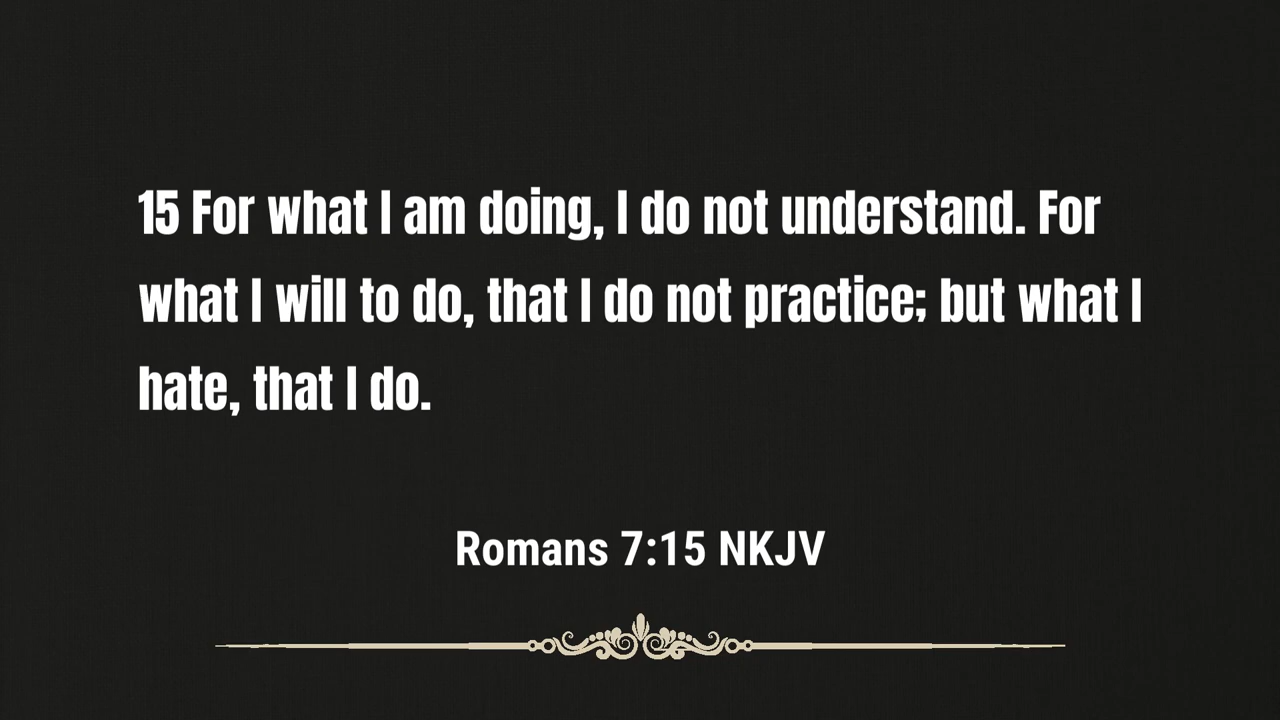 15 For what I am doing, I do not understand. For
what I will to do, that I do not practice; but what I
hate, that I do.
Romans 7:15 NKJV